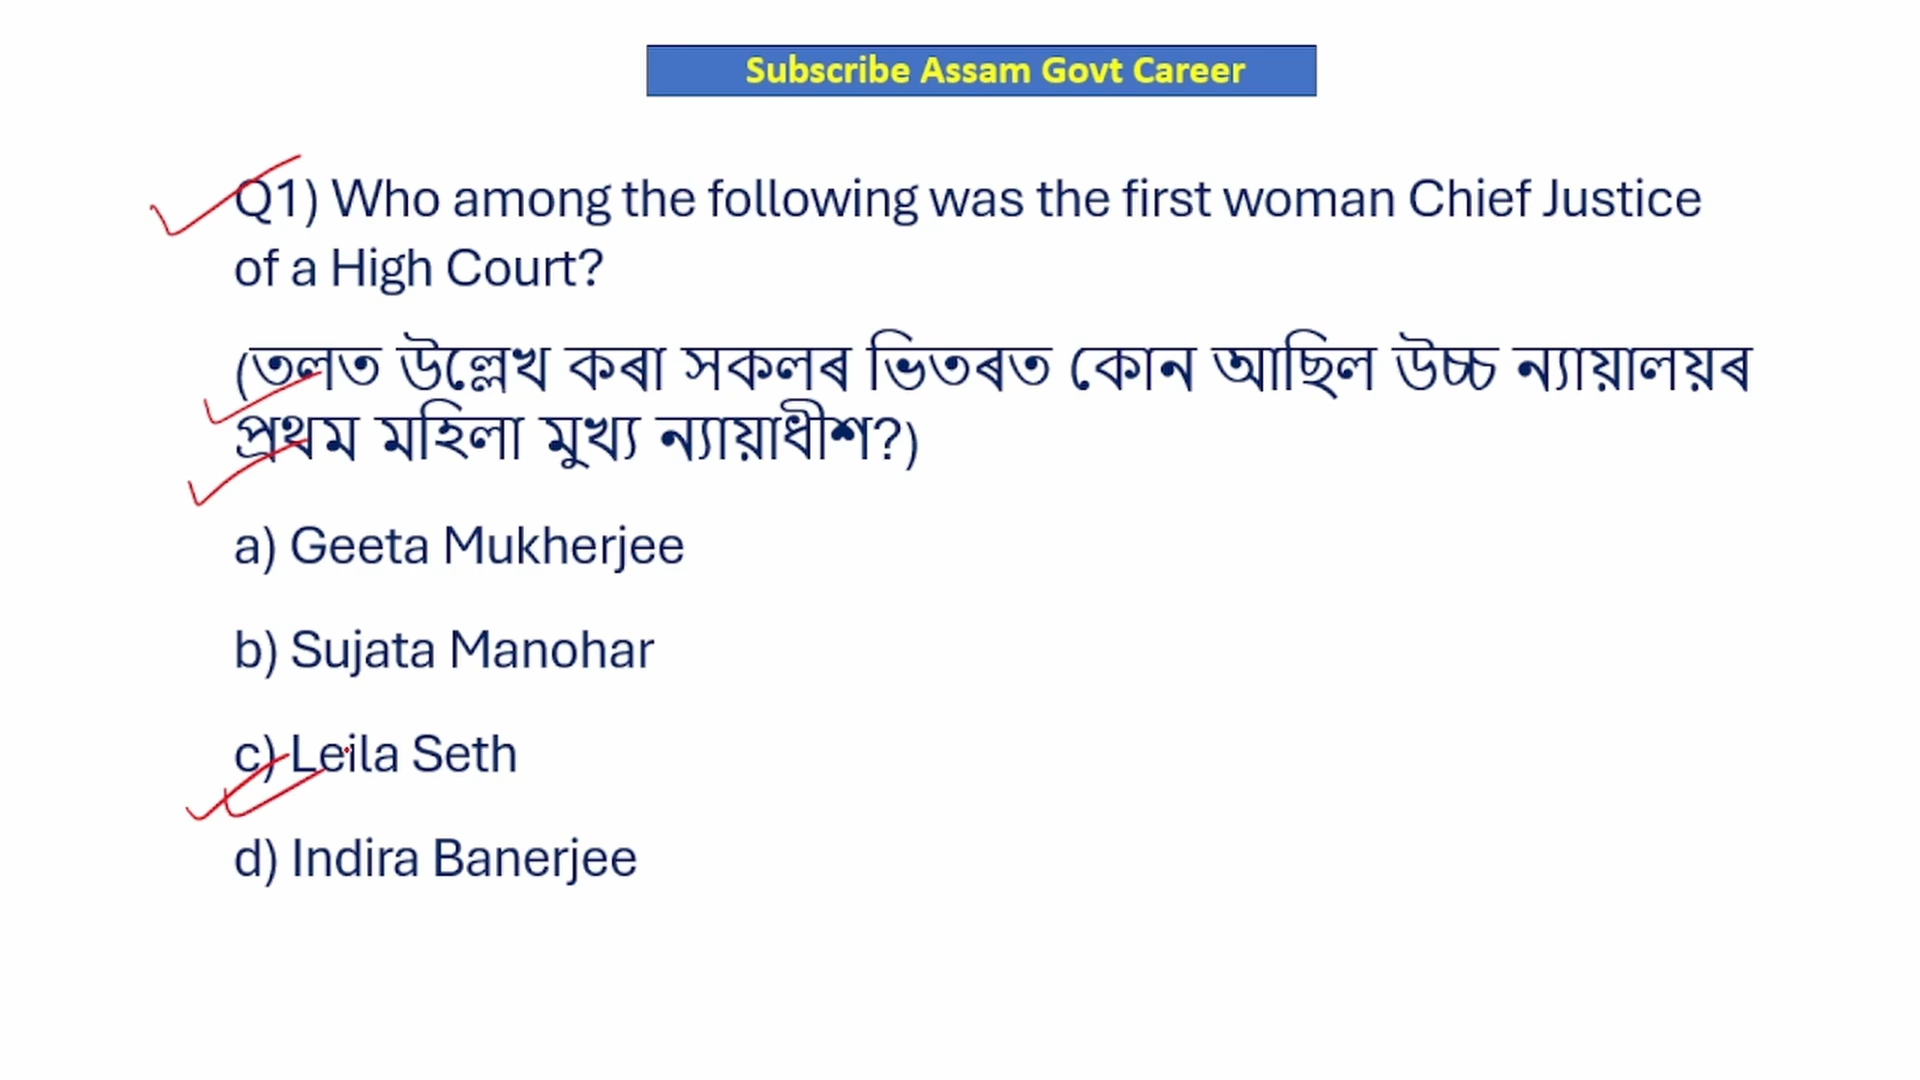 Subscribe Assam Govt Career
Q1) Who among the following was the first woman Chief Justice
of a High Court?
(তলত উল্লেখ কৰা সকলৰ ভিতৰত কোন আছিল উচ্চ ন্যায়ালয়ৰ
প্ৰথম মহিলা মুখ্য ন্যায়াধীশ?)
a) Geeta Mukherjee
b) Sujata Manohar
c) Leila Seth
d) Indira Banerjee